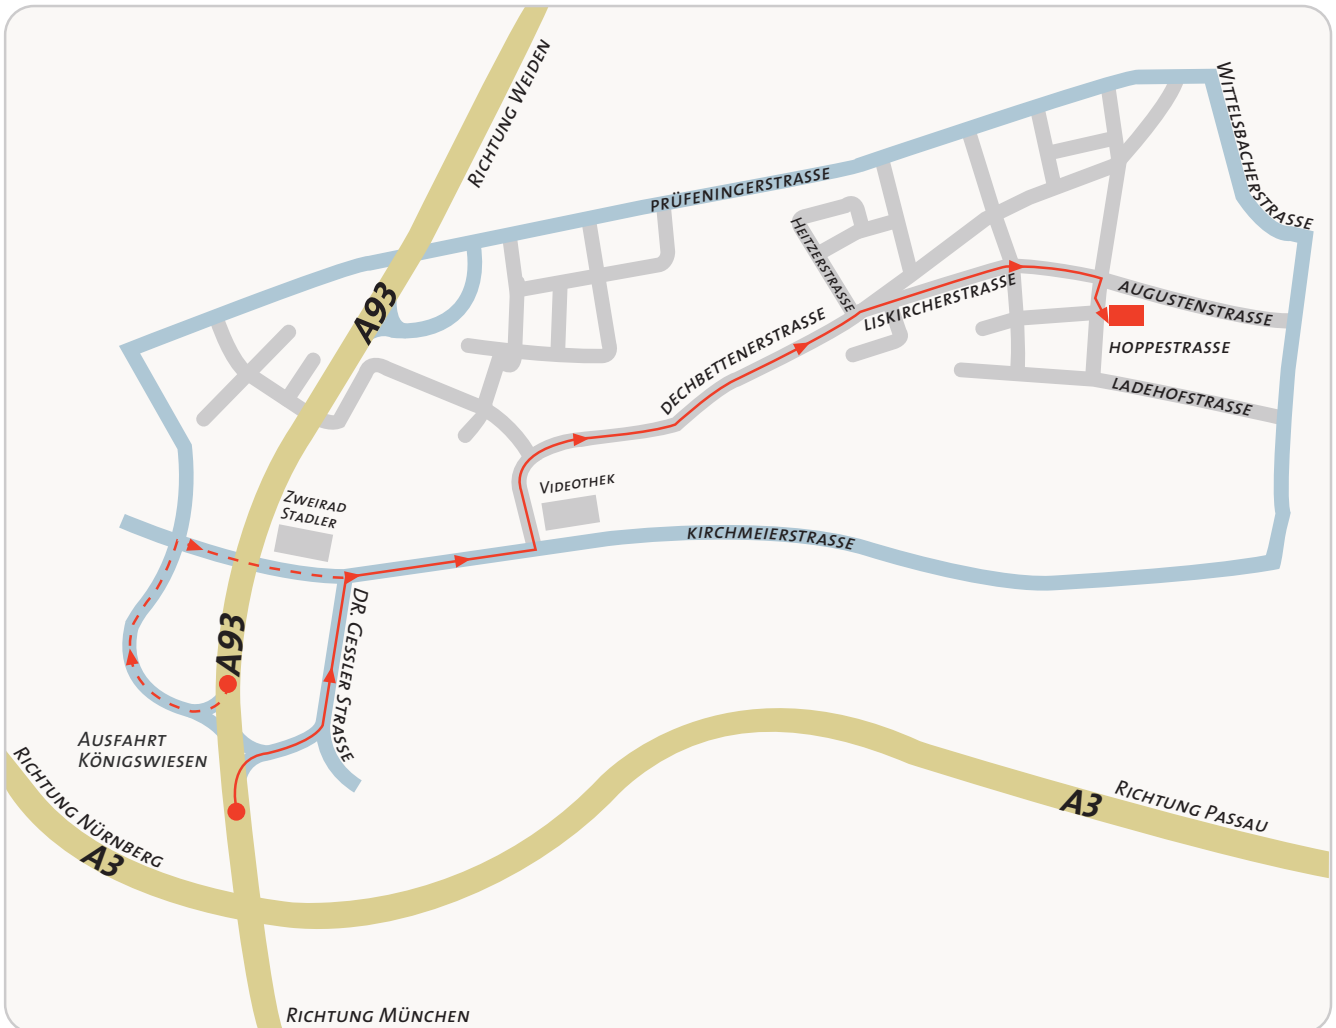 Richtung Weiden
Wittelsbacherstrasse
PRÜFENINGERSTRASSE
Heitzerstrasse
A93
AUGUSTENSTRASSE
LISKIRCHERSTRASSE
DECHBETTENERSTRASSE
HOPPESTRASSE
LADEHOFSTRASSE
Zweirad
Stadler
Videothek
KIRCHMEIERSTRASSE
Dr. Gessler Strasse
A93
Ausfahrt
Königswiesen
Richtung Nürnberg
A3
A3
Richtung Passau
Richtung München